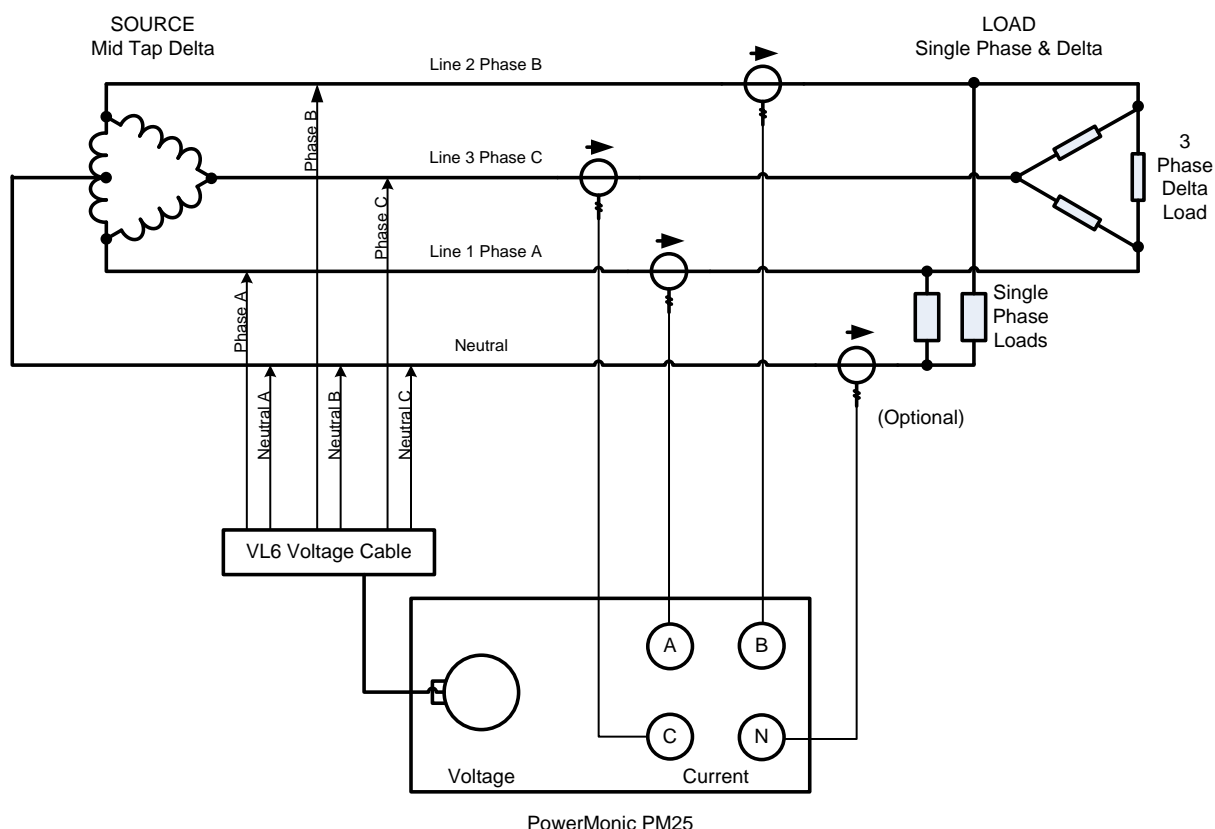 SOURCE
Mid Tap Delta
LOAD
Single Phase & Delta
Line 2 Phase B
Phase B
Line 3 Phase C
3
Phase
Delta
Load
Phase C
Line 1 Phase A
Phase A
Single
Phase
Loads
Neutral
Neutral A
Neutral B
Neutral C
(Optional)
VL6 Voltage Cable
A
B
C
N
Voltage
Current
PowerMonic PM25